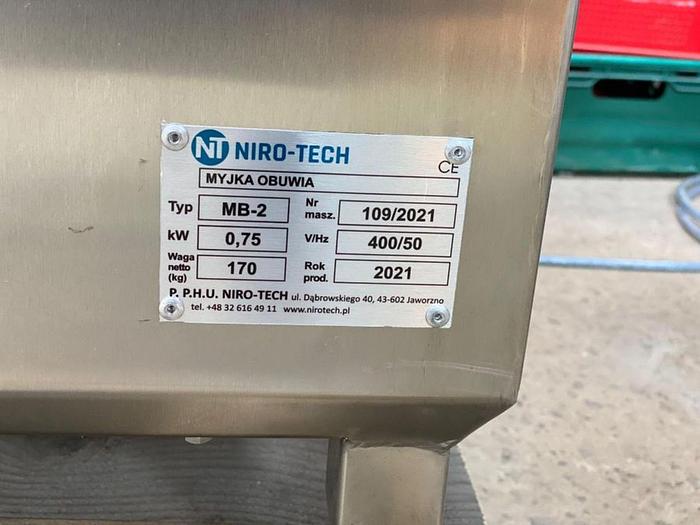 NT NIRO-TECH
CE
MYJKA OBUWIA
Typ MB-2 Nr masz. 109/2021
kW 0,75 V/Hz 400/50
Waga netto (kg) 170 Rok prod. 2021
P. P.H.U. NIRO-TECH ul. Dąbrowskiego 40, 43-602 Jaworzno
tel. +48 32 616 49 11 www.nirotech.pl